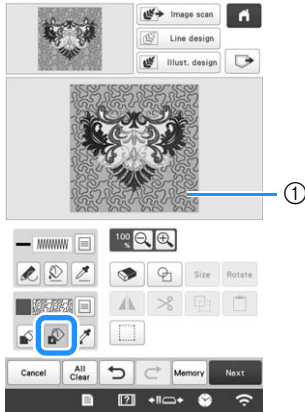 Image scan
Line design
Illust. design
①
100 %
Size Rotate
Cancel All Clear Memory Next
?